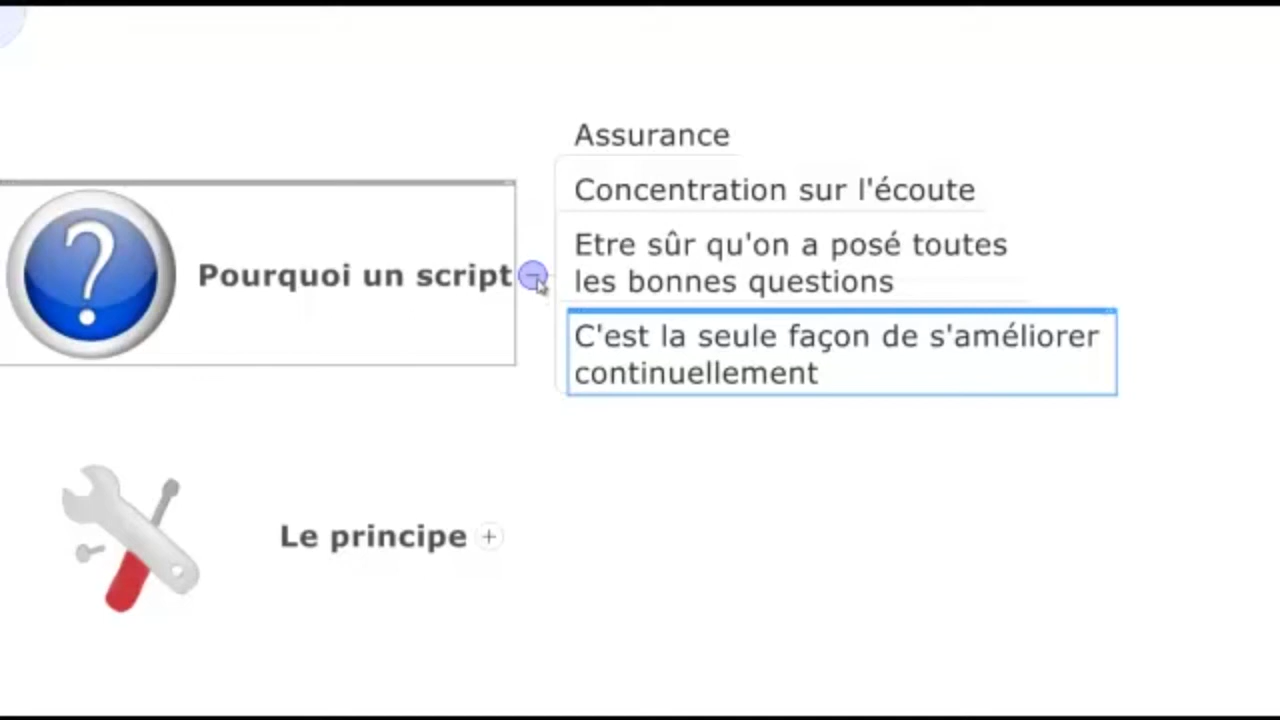 Assurance
Concentration sur l'écoute
Etre sûr qu'on a posé toutes
les bonnes questions
Pourquoi un script
C'est la seule façon de s'améliorer
continuellement
Le principe